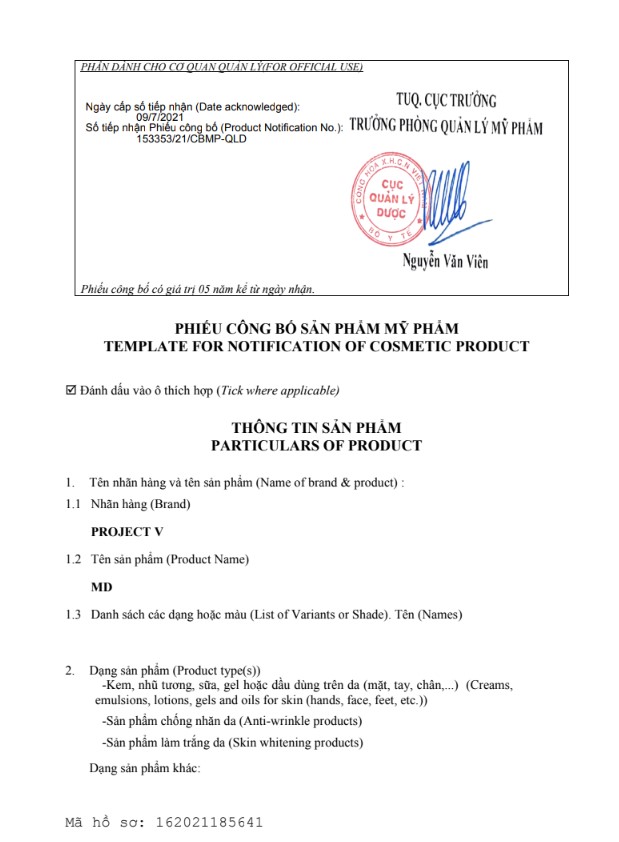 PHẦN DÀNH CHO CƠ QUAN QUẢN LÝ(FOR OFFICIAL USE)
Ngày cấp số tiếp nhận (Date acknowledged):
09/7/2021
Số tiếp nhận Phiếu công bố (Product Notification No.):
153353/21/CBMP-QLD
TUQ. CỤC TRƯỞNG
TRƯỞNG PHÒNG QUẢN LÝ MỸ PHẨM
CỘNG HÒA X.H.C.N VIỆT NAM
CỤC
QUẢN LÝ
DƯỢC
BỘ Y TẾ
Nguyễn Văn Viên
Phiếu công bố có giá trị 05 năm kể từ ngày nhận.
PHIẾU CÔNG BỐ SẢN PHẨM MỸ PHẨM
TEMPLATE FOR NOTIFICATION OF COSMETIC PRODUCT
☑ Đánh dấu vào ô thích hợp (Tick where applicable)
THÔNG TIN SẢN PHẨM
PARTICULARS OF PRODUCT
1. Tên nhãn hàng và tên sản phẩm (Name of brand & product) :
1.1 Nhãn hàng (Brand)
PROJECT V
1.2 Tên sản phẩm (Product Name)
MD
1.3 Danh sách các dạng hoặc màu (List of Variants or Shade). Tên (Names)
2. Dạng sản phẩm (Product type(s))
-Kem, nhũ tương, sữa, gel hoặc dầu dùng trên da (mặt, tay, chân,...) (Creams,
emulsions, lotions, gels and oils for skin (hands, face, feet, etc.))
-Sản phẩm chống nhăn da (Anti-wrinkle products)
-Sản phẩm làm trắng da (Skin whitening products)
Dạng sản phẩm khác:
Mã hồ sơ: 162021185641